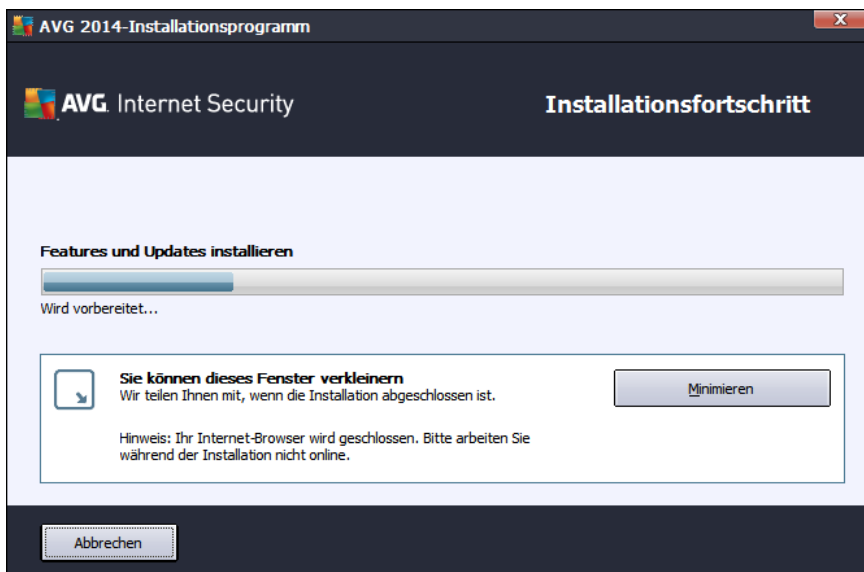 AVG 2014-Installationsprogramm
AVG. Internet Security
Installationsfortschritt
Features und Updates installieren
Wird vorbereitet...
Sie können dieses Fenster verkleinern
Wir teilen Ihnen mit, wenn die Installation abgeschlossen ist.
Minimieren
Hinweis: Ihr Internet-Browser wird geschlossen. Bitte arbeiten Sie
während der Installation nicht online.
Abbrechen